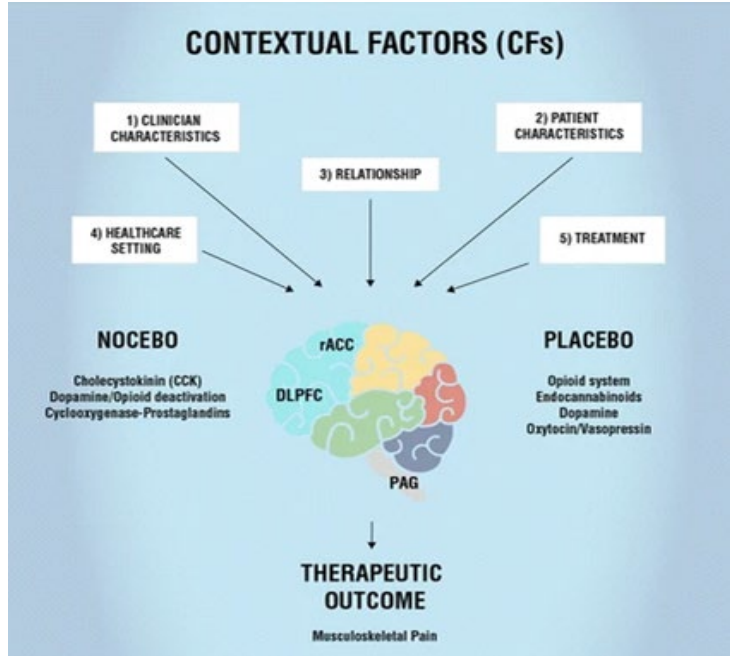 CONTEXTUAL FACTORS (CFs)
1) CLINICIAN
CHARACTERISTICS
2) PATIENT
CHARACTERISTICS
3) RELATIONSHIP
4) HEALTHCARE
SETTING
5) TREATMENT
NOCEBO
Cholecystokinin (CCK)
Dopamine/Opioid deactivation
Cyclooxygenase-Prostaglandins
rACC
DLPFC
PAG
PLACEBO
Opioid system
Endocannabinoids
Dopamine
Oxytocin/Vasopressin
THERAPEUTIC
OUTCOME
Musculoskeletal Pain